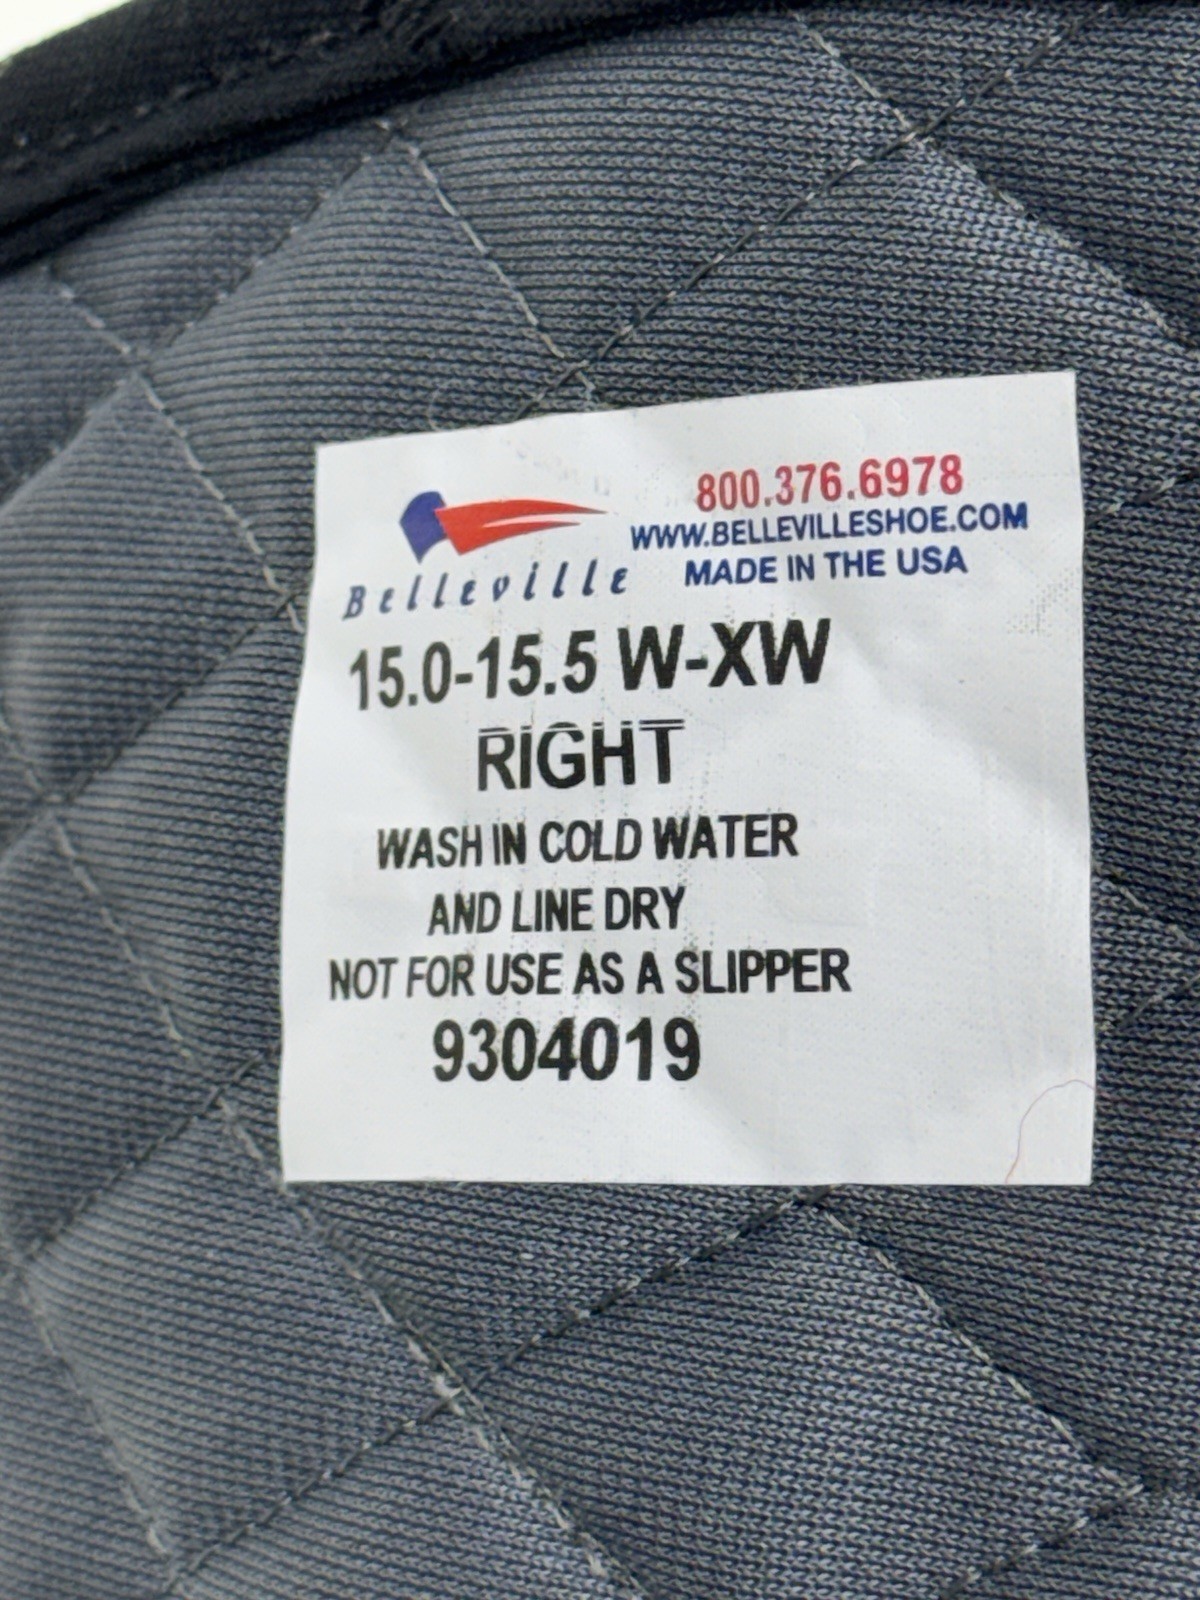 800.376.6978
WWW.BELLEVILLESHOE.COM
Belleville
MADE IN THE USA
15.0-15.5 W-XW
RIGHT
WASH IN COLD WATER
AND LINE DRY
NOT FOR USE AS A SLIPPER
9304019